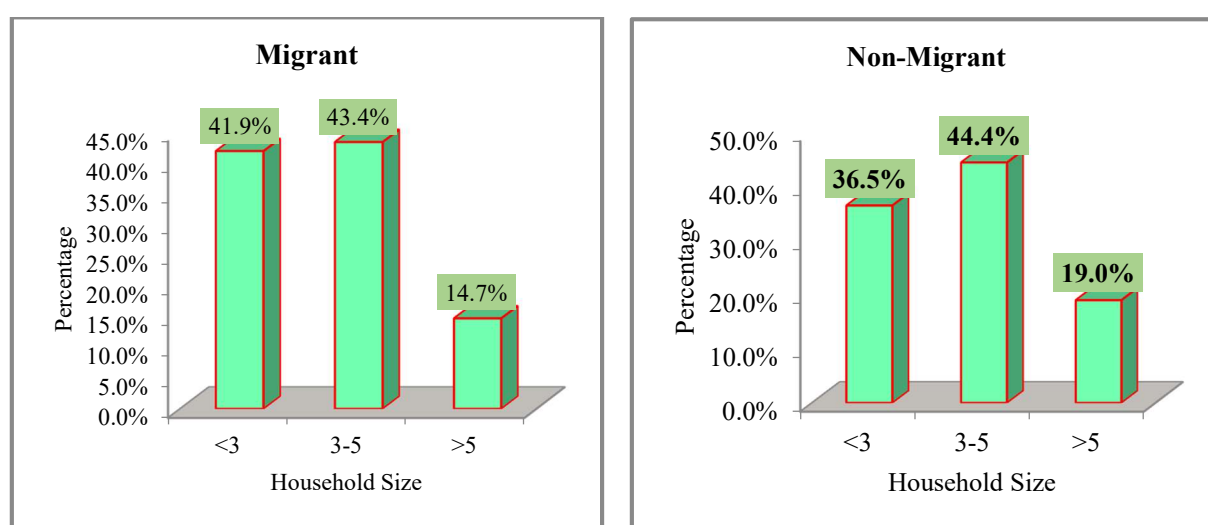 Migrant
41.9%
43.4%
14.7%
45.0%
40.0%
35.0%
30.0%
25.0%
20.0%
15.0%
10.0%
5.0%
0.0%
Percentage
<3 3-5 >5
Household Size
Non-Migrant
36.5%
44.4%
19.0%
50.0%
40.0%
30.0%
20.0%
10.0%
0.0%
Percentage
<3 3-5 >5
Household Size